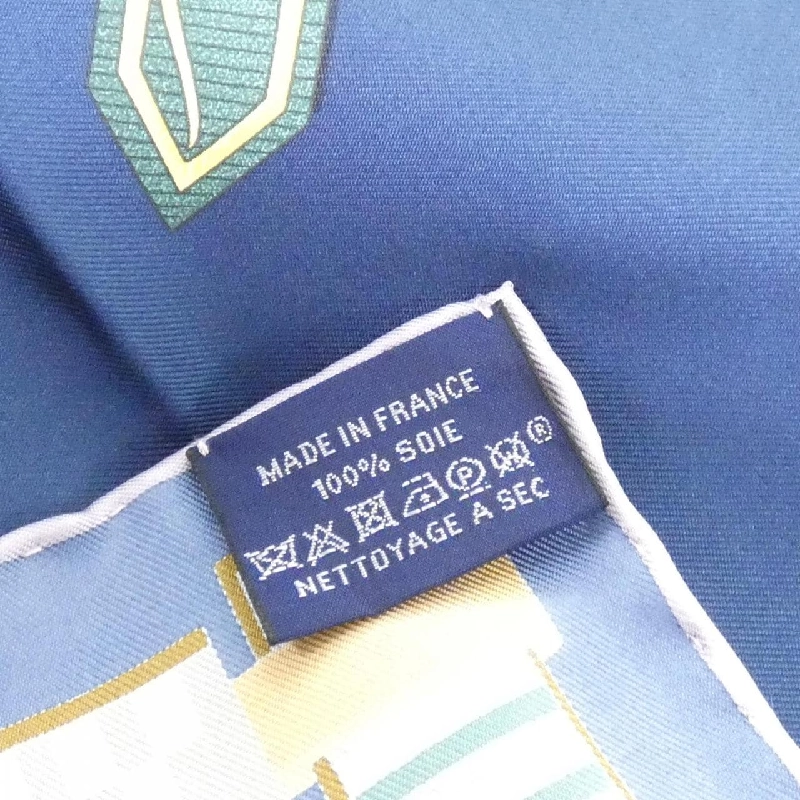 MADE IN FRANCE
100% SOIE
P W ®
NETTOYAGE A SEC